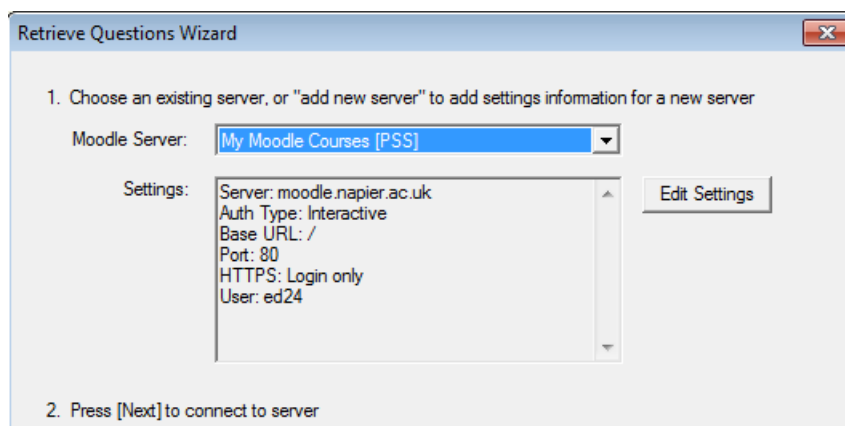 Retrieve Questions Wizard
1. Choose an existing server, or "add new server" to add settings information for a new server
Moodle Server: My Moodle Courses [PSS]
Settings: Server: moodle.napier.ac.uk
Edit Settings
Auth Type: Interactive
Base URL: /
Port: 80
HTTPS: Login only
User: ed24
2. Press [Next] to connect to server